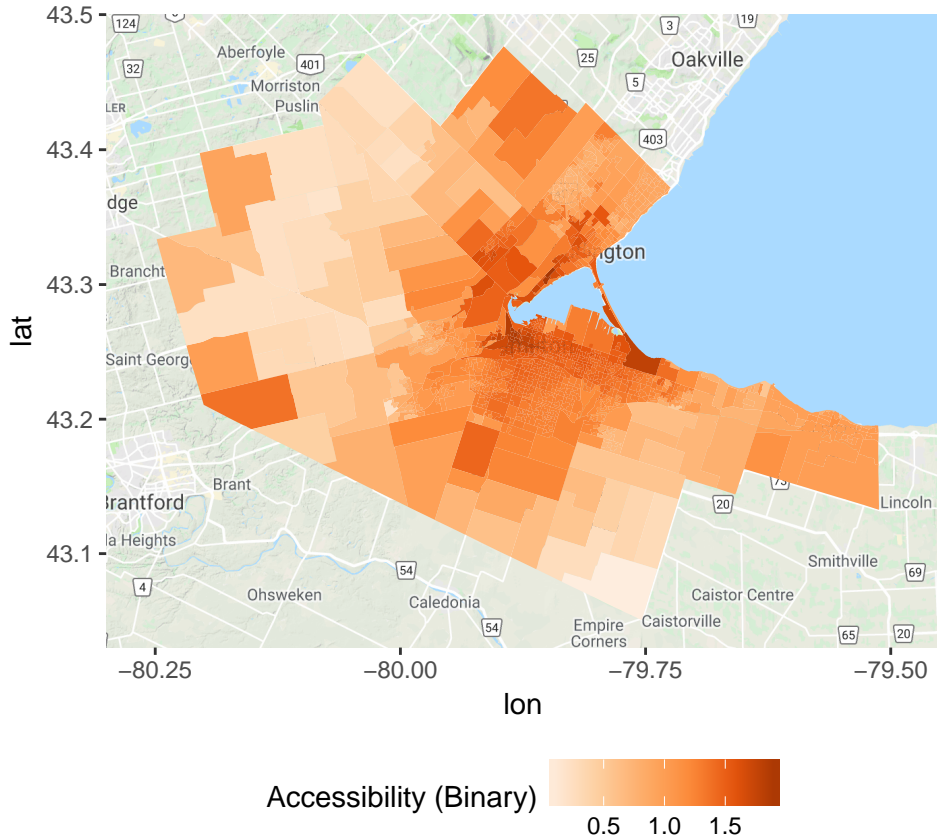 43.5
124
6
19
3
Aberfoyle
401
25
Oakville
32
Morriston
5
Puslin
LER
43.4
403
dge
43.3
Brancht
ngton
lat
Saint Georg
43.2
Brant
Brantford
73
20
Lincoln
la Heights
43.1
54
Smithville
69
4
Ohsweken
Caledonia
Caistor Centre
54
Empire
Corners
Caistorville
65
20
−80.25 −80.00 −79.75 −79.50
lon
Accessibility (Binary)
0.5 1.0 1.5